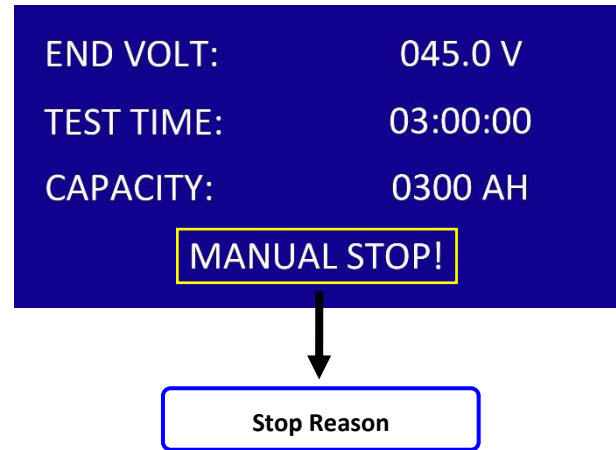 END VOLT: 045.0 V
TEST TIME: 03:00:00
CAPACITY: 0300 AH
MANUAL STOP!
Stop Reason